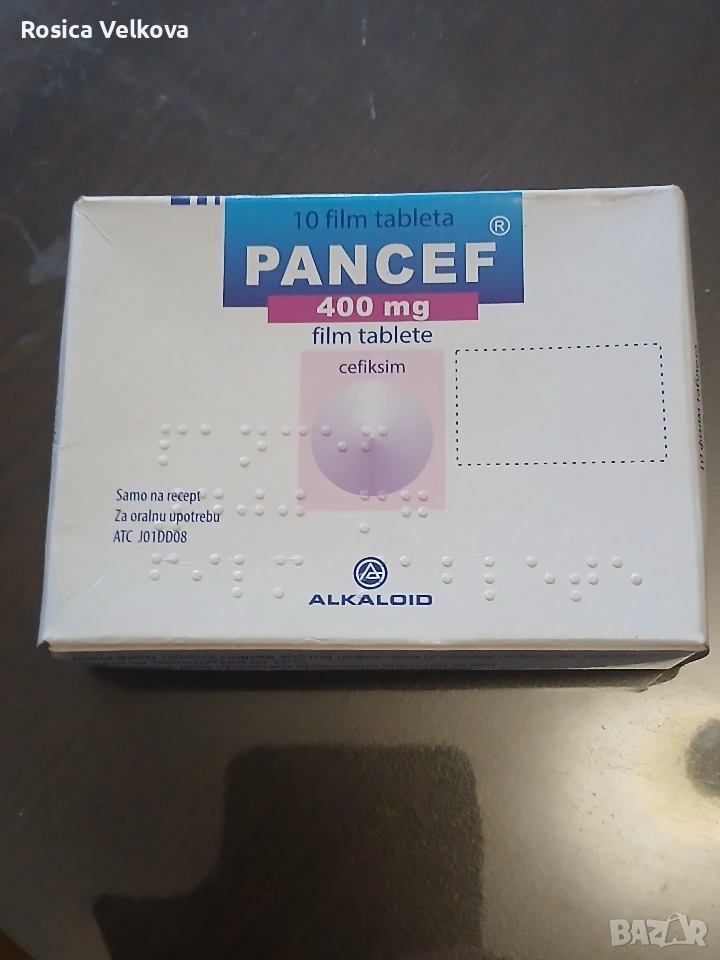 Rosica Velkova
10 film tableta
PANCEF®
400 mg
film tablete
cefiksim
Samo na recept
Za oralnu upotrebu
ATC J01DD08
ALKALOID
BAZAR